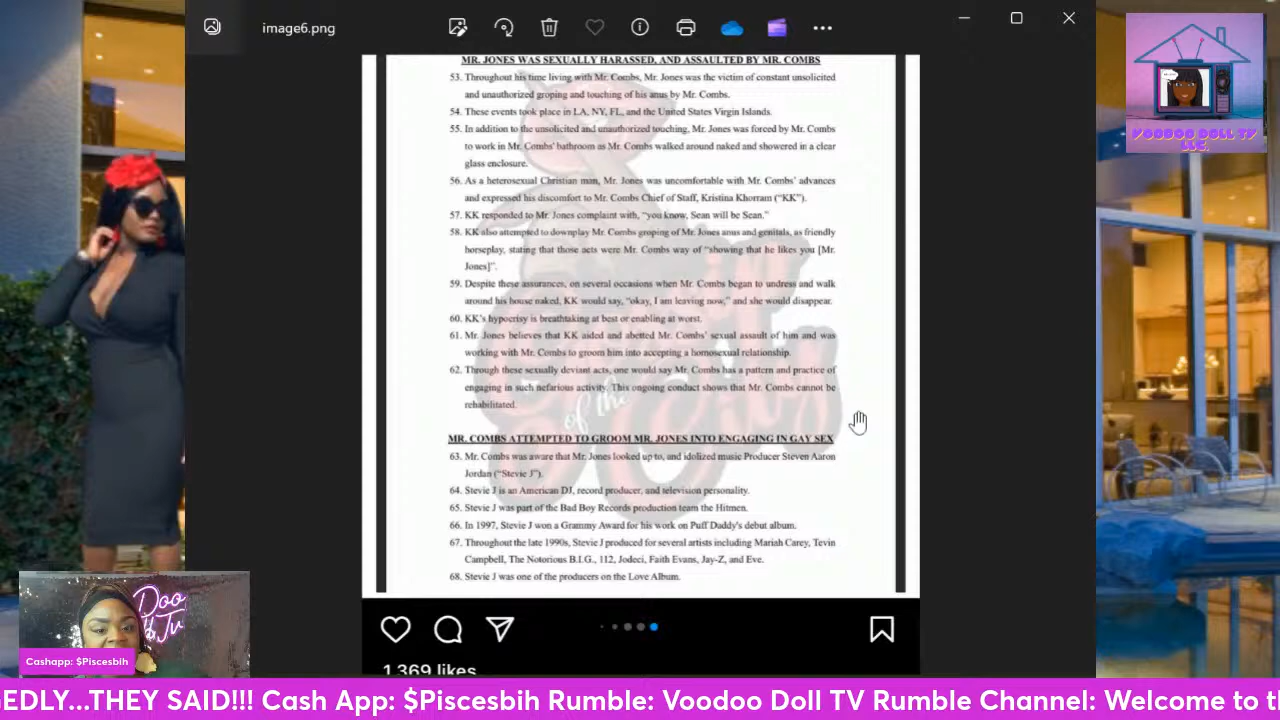 image6.png
MR. JONES WAS SEXUALLY HARASSED, AND ASSAULTED BY MR. COMBS
53. Throughout his time living with Mr. Combs, Mr. Jones was the victim of constant unsolicited
and unauthorized groping and touching of his anus by Mr. Combs.
54. These events took place in LA, NY, FL, and the United States Virgin Islands.
55. In addition to the unsolicited and unauthorized touching, Mr. Jones was forced by Mr. Combs
to work in Mr. Combs' bathroom as Mr. Combs walked around naked and showered in a clear
glass enclosure.
56. As a heterosexual Christian man, Mr. Jones was uncomfortable with Mr. Combs' advances
and expressed his discomfort to Mr. Combs Chief of Staff, Kristina Khorram ("KK").
57. KK responded to Mr. Jones complaint with, "you know, Sean will be Sean."
58. KK also attempted to downplay Mr. Combs groping of Mr. Jones anus and genitals, as friendly
horseplay, stating that those acts were Mr. Combs way of "showing that he likes you [Mr.
Jones]".
59. Despite these assurances, on several occasions when Mr. Combs began to undress and walk
around his house naked, KK would say, "okay, I am leaving now," and she would disappear.
60. KK's hypocrisy is breathtaking at best or enabling at worst.
61. Mr. Jones believes that KK aided and abetted Mr. Combs' sexual assault of him and was
working with Mr. Combs to groom him into accepting a homosexual relationship.
62. Through these sexually deviant acts, one would say Mr. Combs has a pattern and practice of
engaging in such nefarious activity. This ongoing conduct shows that Mr. Combs cannot be
rehabilitated.
of the
MR. COMBS ATTEMPTED TO GROOM MR. JONES INTO ENGAGING IN GAY SEX
63. Mr. Combs was aware that Mr. Jones looked up to, and idolized music Producer Steven Aaron
Jordan ("Stevie J").
64. Stevie J is an American DJ, record producer, and television personality.
65. Stevie J was part of the Bad Boy Records production team the Hitmen.
66. In 1997, Stevie J won a Grammy Award for his work on Puff Daddy's debut album.
67. Throughout the late 1990s, Stevie J produced for several artists including Mariah Carey, Tevin
Campbell, The Notorious B.I.G., 112, Jodeci, Faith Evans, Jay-Z, and Eve.
68. Stevie J was one of the producers on the Love Album.
1,369 likes
VOODOO DOLL TV
LLC.
Cashapp: $Piscesbih
EDLY...THEY SAID!!! Cash App: $Piscesbih Rumble: Voodoo Doll TV Rumble Channel: Welcome to th